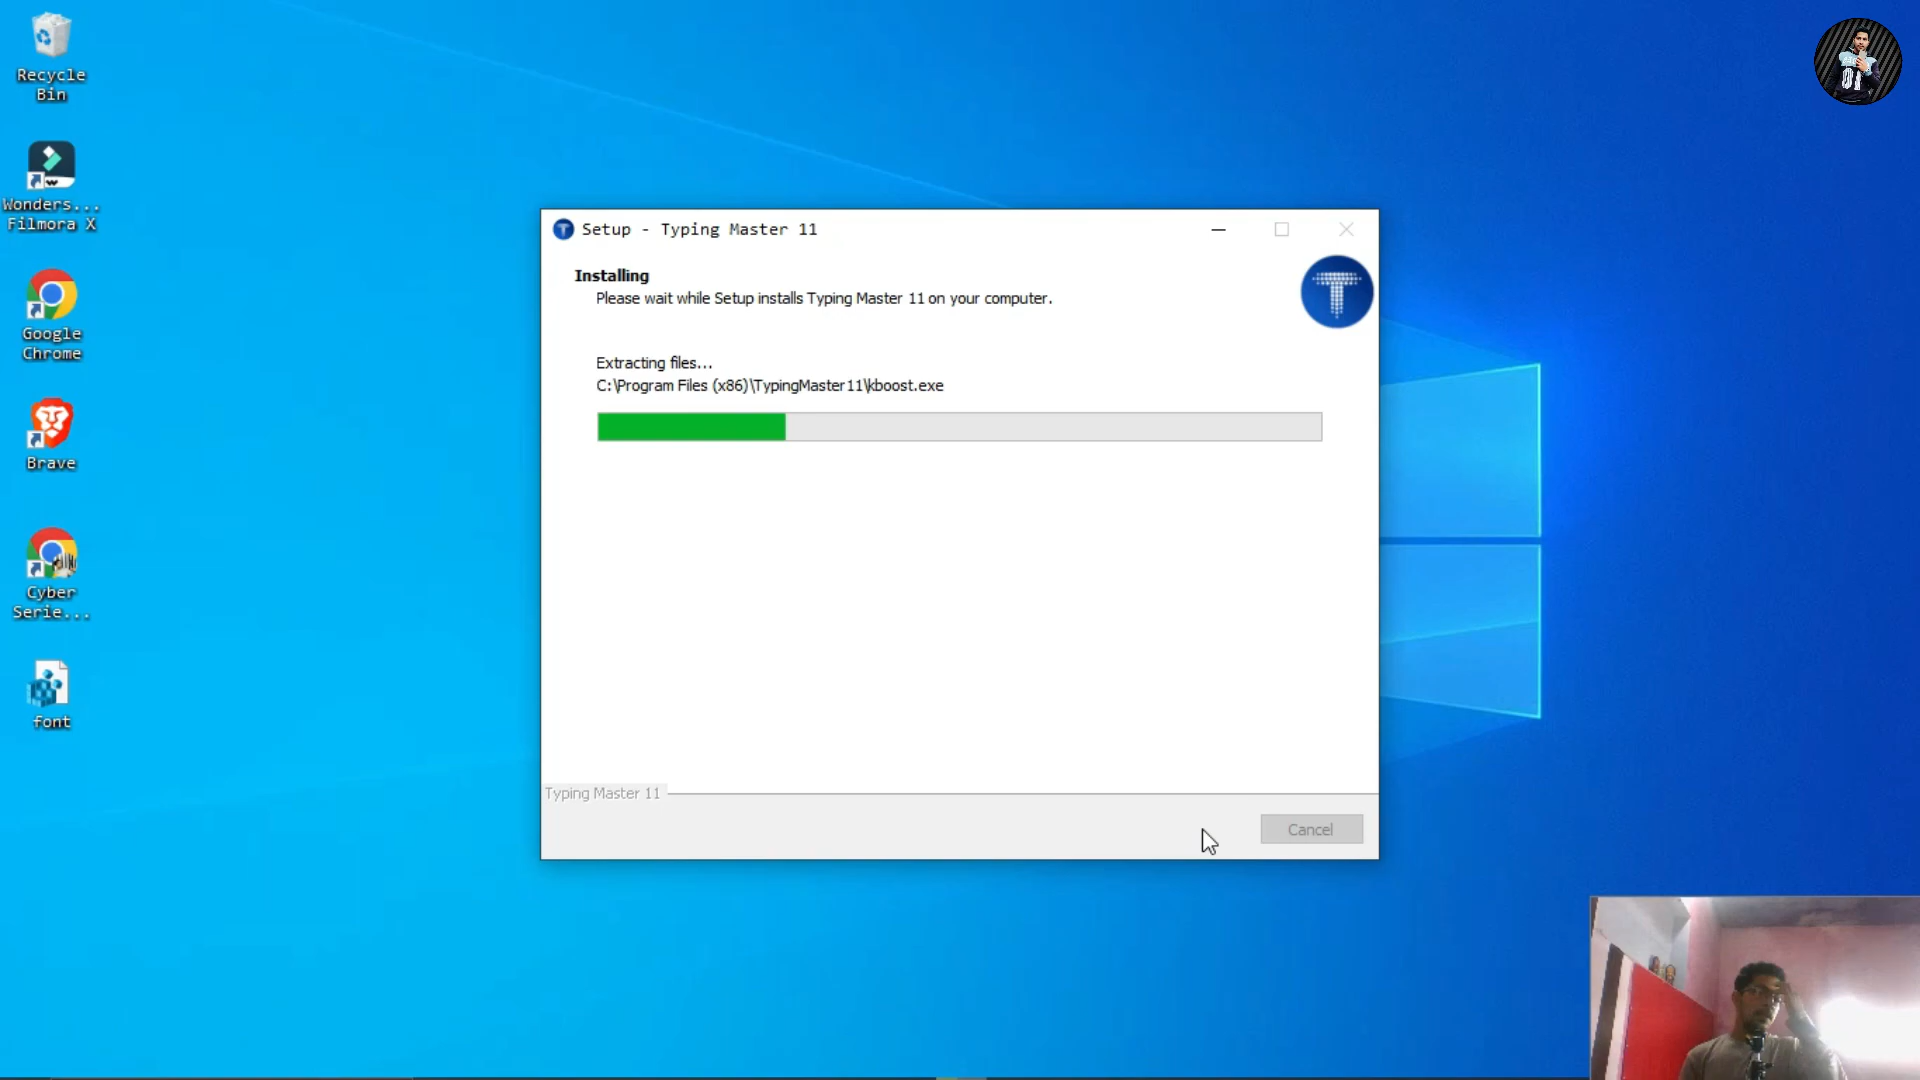 Recycle
Bin
Wonders...
Filmora X
Google
Chrome
Brave
Cyber
Serie...
font
Setup - Typing Master 11
Installing
Please wait while Setup installs Typing Master 11 on your computer.
Extracting files...
C:\Program Files (x86)\TypingMaster11\kboost.exe
Typing Master 11
Cancel
01